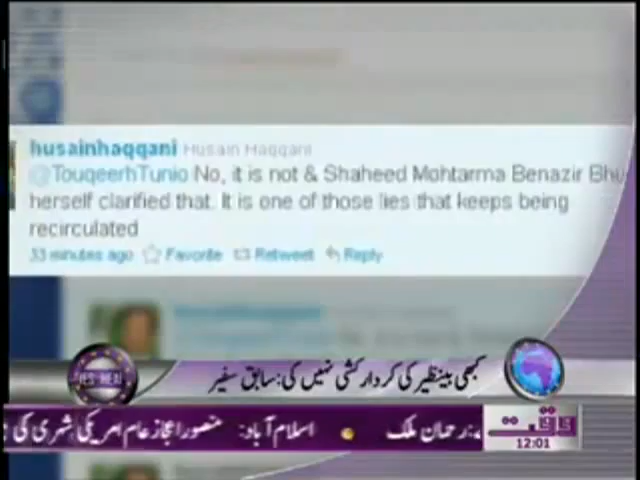 husainhaqqani Husain Haqqani
@TouqeerhTunio No, it is not & Shaheed Mohtarma Benazir Bhu
herself clarified that. It is one of those lies that keeps being
recirculated
33 minutes ago Favorite Retweet Reply
کبھی بینظیر کی کردار کشی نہیں کی: سابق سفیر
ء: رحمان ملک اسلام آباد: منصور اعجاز عام امریکی شہری کی
وقت
12:01